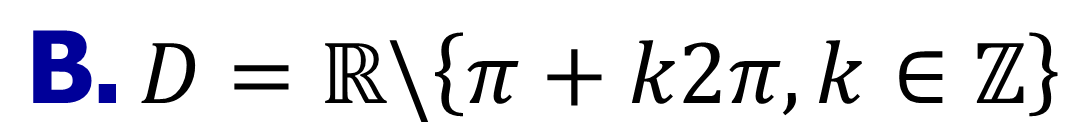 B. D = ℝ\{π + k2π, k ∈ ℤ}